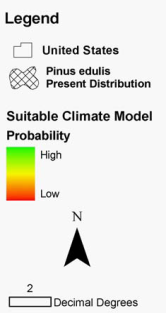 Legend
United States
Pinus edulis
Present Distribution
Suitable Climate Model
Probability
High
Low
N
2
Decimal Degrees